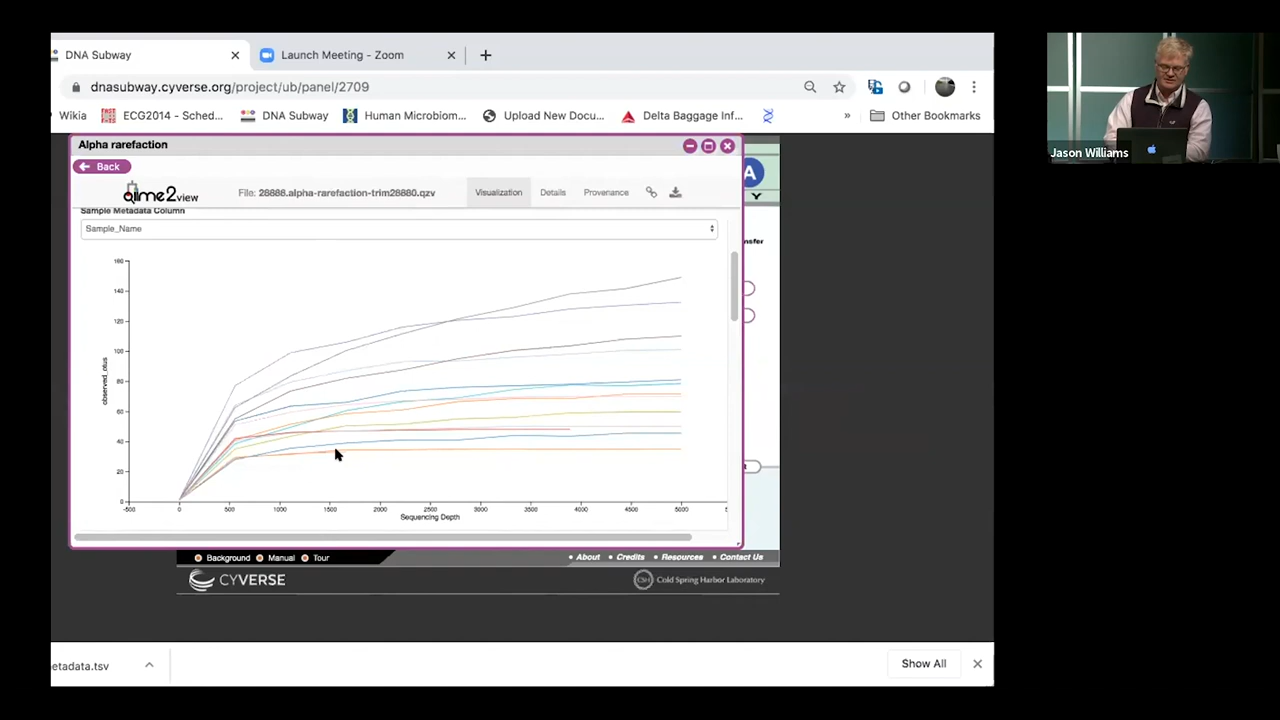 DNA Subway
Launch Meeting - Zoom
dnasubway.cyverse.org/project/ub/panel/2709
Wikia
ECG2014 - Sched...
DNA Subway
Human Microbiom...
Upload New Docu...
Delta Baggage Inf...
»
Other Bookmarks
Jason Williams
Alpha rarefaction
Back
A
qiime2view
File: 28888.alpha-rarefaction-trim28880.qzv
Visualization
Details
Provenance
Sample Metadata Column
Sample_Name
nsfer
160
140
120
100
80
60
40
20
0
observed_otus
-500
0
500
1000
1500
2000
2500
3000
3500
4000
4500
5000
Sequencing Depth
t
Background
Manual
Tour
• About
• Credits
• Resources
• Contact Us
CYVERSE
CSH
Cold Spring Harbor Laboratory
etadata.tsv
Show All